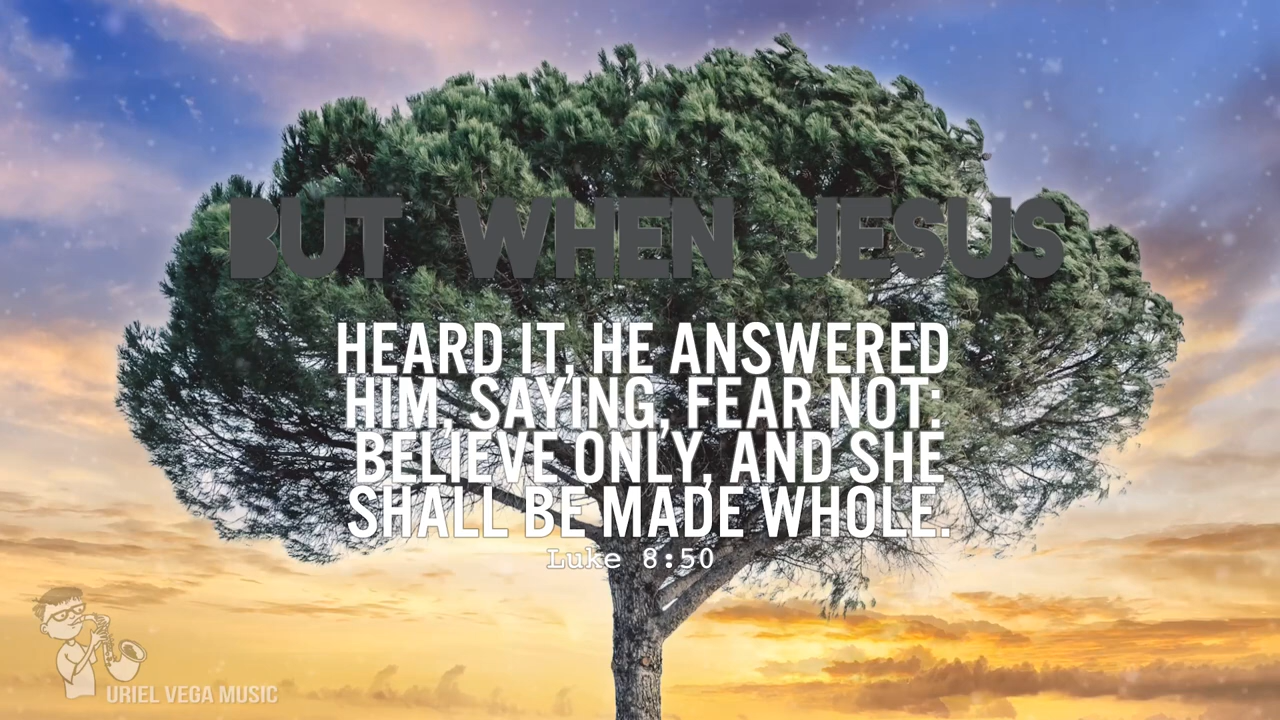 BUT WHEN JESUS
HEARD IT, HE ANSWERED
HIM, SAYING, FEAR NOT:
BELIEVE ONLY, AND SHE
SHALL BE MADE WHOLE.
Luke 8:50
URIEL VEGA MUSIC